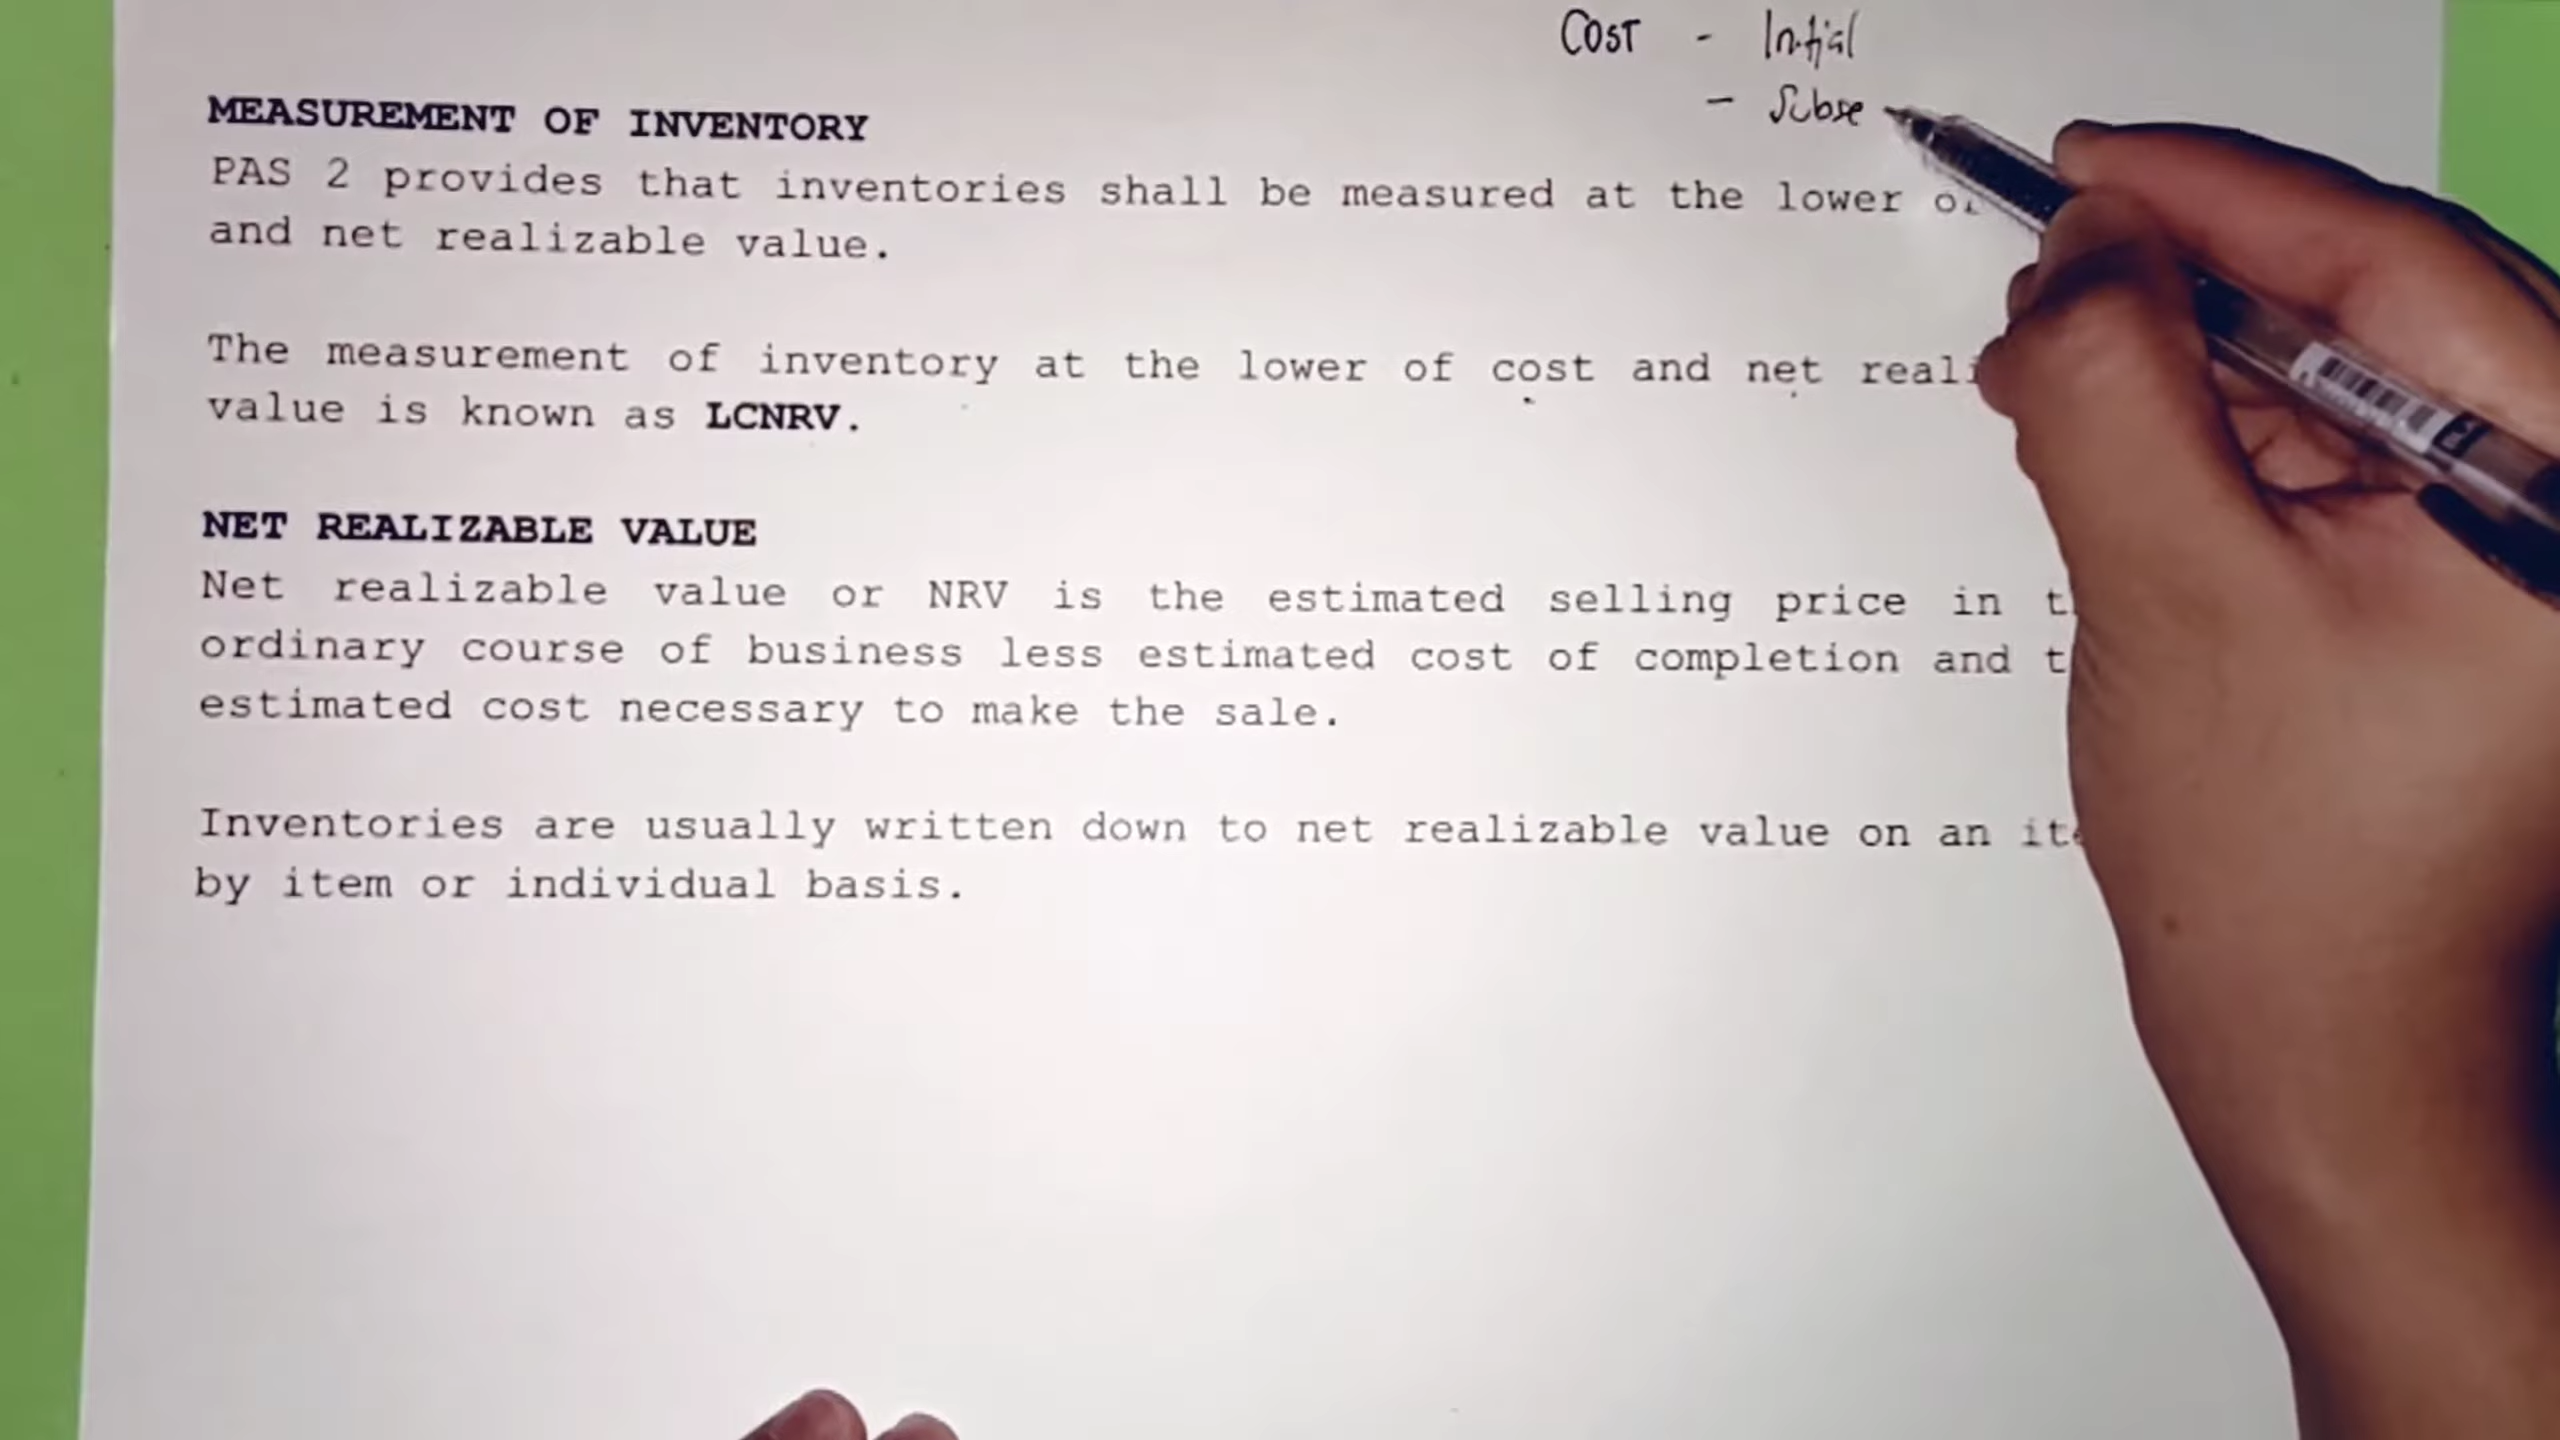 COST - Initial
- Subse
MEASUREMENT OF INVENTORY
PAS 2 provides that inventories shall be measured at the lower
and net realizable value.
The measurement of inventory at the lower of cost and net
value is known as LCNRV.
NET REALIZABLE VALUE
Net realizable value or NRV is the estimated selling price in
ordinary course of business less estimated cost of completion and
estimated cost necessary to make the sale.
Inventories are usually written down to net realizable value on an
by item or individual basis.